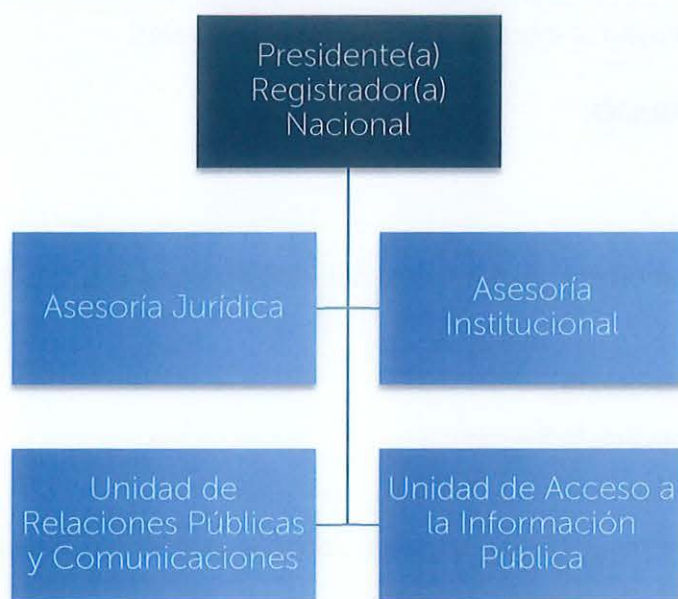 Presidente(a)
Registrador(a)
Nacional
Asesoría Jurídica
Asesoría
Institucional
Unidad de
Relaciones Públicas
y Comunicaciones
Unidad de Acceso a
la Información
Pública